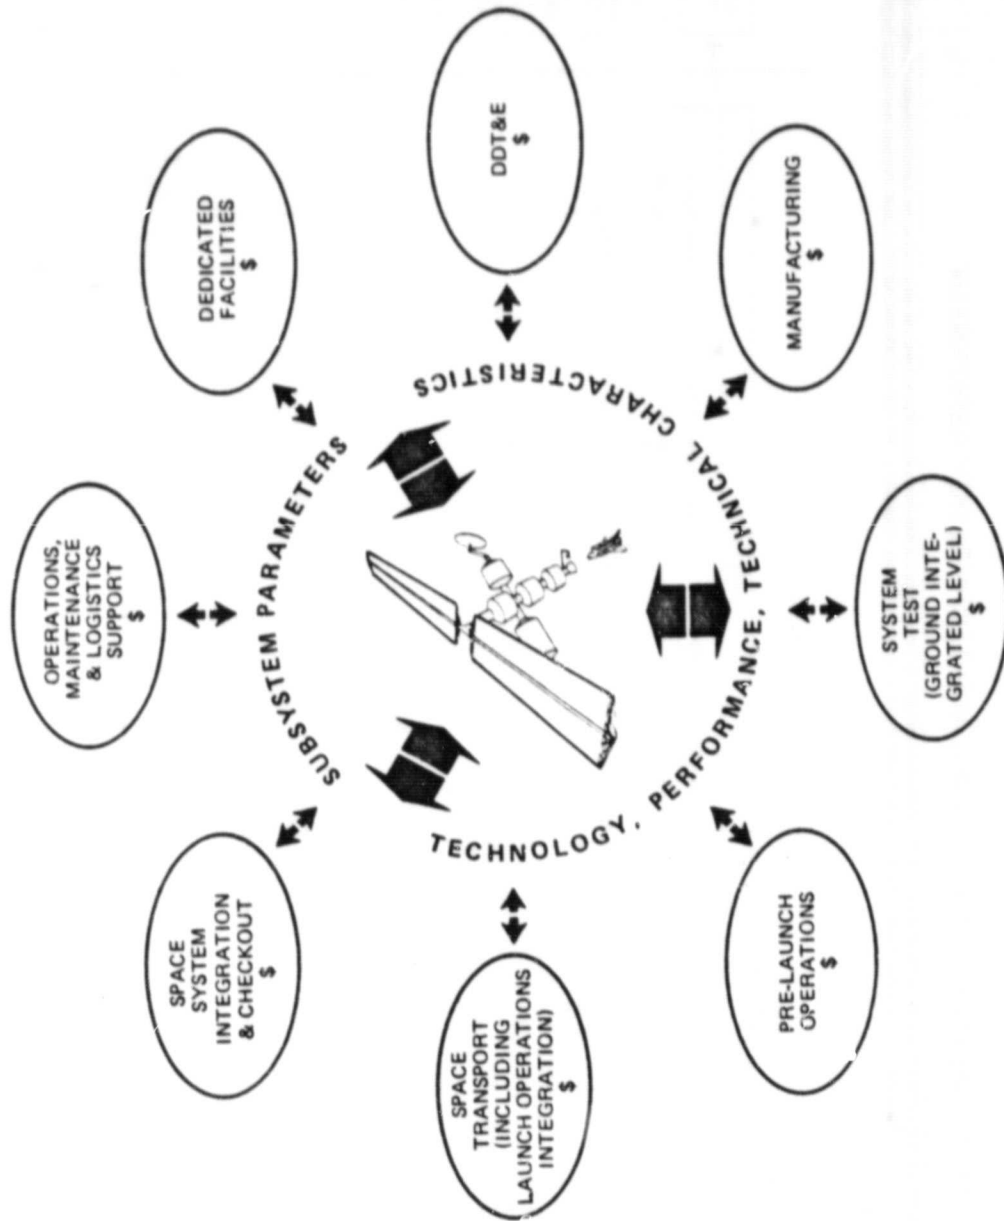 OPERATIONS,
MAINTENANCE
& LOGISTICS
SUPPORT
$
DEDICATED
FACILITIES
$
DDT&E
$
MANUFACTURING
$
SYSTEM
TEST
(GROUND INTE-
GRATED LEVEL)
$
PRE-LAUNCH
OPERATIONS
$
SPACE
TRANSPORT
(INCLUDING
LAUNCH OPERATIONS
INTEGRATION)
$
SPACE
SYSTEM
INTEGRATION
& CHECKOUT
$
SUBSYSTEM PARAMETERS
TECHNOLOGY, PERFORMANCE, TECHNICAL CHARACTERISTICS